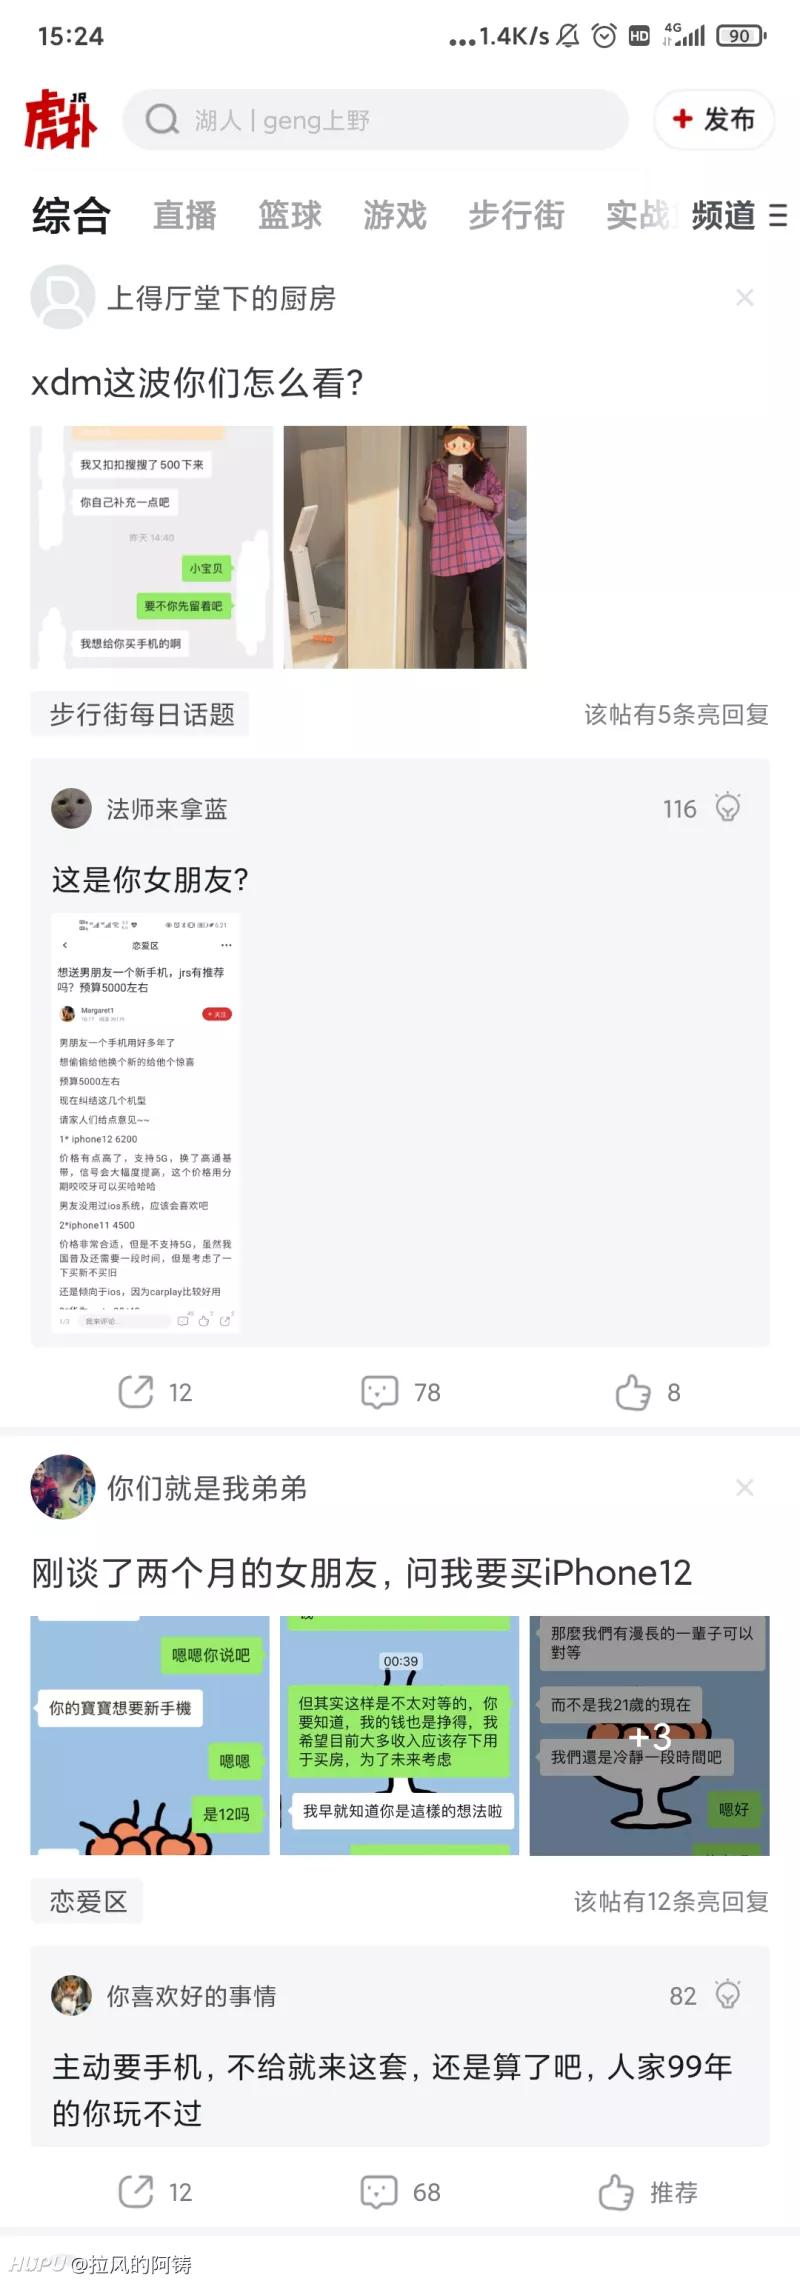 15:24
...1.4K/s HD 4G 90
虎扑 JR
湖人 | geng上野
+ 发布
综合 直播 篮球 游戏 步行街 实战 频道
上得厅堂下的厨房
xdm这波你们怎么看?
我又扣扣搜搜了500下来
你自己补充一点吧
昨天 14:40
小宝贝
要不你先留着吧
我想给你买手机的啊
步行街每日话题
该帖有5条亮回复
法师来拿蓝
116
这是你女朋友?
恋爱区
想送男朋友一个新手机，jrs有推荐
吗？预算5000左右
Margaret1
+ 关注
男朋友一个手机用好多年了
想偷偷给他换个新的给他个惊喜
预算5000左右
现在纠结这几个机型
请家人们给点意见~~
1* iphone12 6200
价格有点高了，支持5G，换了高通基
带，信号会大幅度提高，这个价格用分
期咬咬牙可以买哈哈哈
男友没用过ios系统，应该会喜欢吧
2*iphone11 4500
价格非常合适，但是不支持5G，虽然我
国普及还需要一段时间，但是考虑了一
下买新不买旧
还是倾向于ios，因为carplay比较好用
1/3
我来评论...
12
78
8
你们就是我弟弟
刚谈了两个月的女朋友, 问我要买iPhone12
嗯嗯你说吧
你的寶寶想要新手機
嗯嗯
是12吗
00:39
但其实这样是不太对等的，你
要知道，我的钱也是挣得，我
希望目前大多收入应该存下用
于买房，为了未来考虑
我早就知道你是這樣的想法啦
那麼我們有漫長的一輩子可以
對等
而不是我21歲的現在
+3
我們還是冷靜一段時間吧
嗯好
恋爱区
该帖有12条亮回复
你喜欢好的事情
82
主动要手机, 不给就来这套, 还是算了吧, 人家99年
的你玩不过
12
68
推荐
HUPU @拉风的阿铸